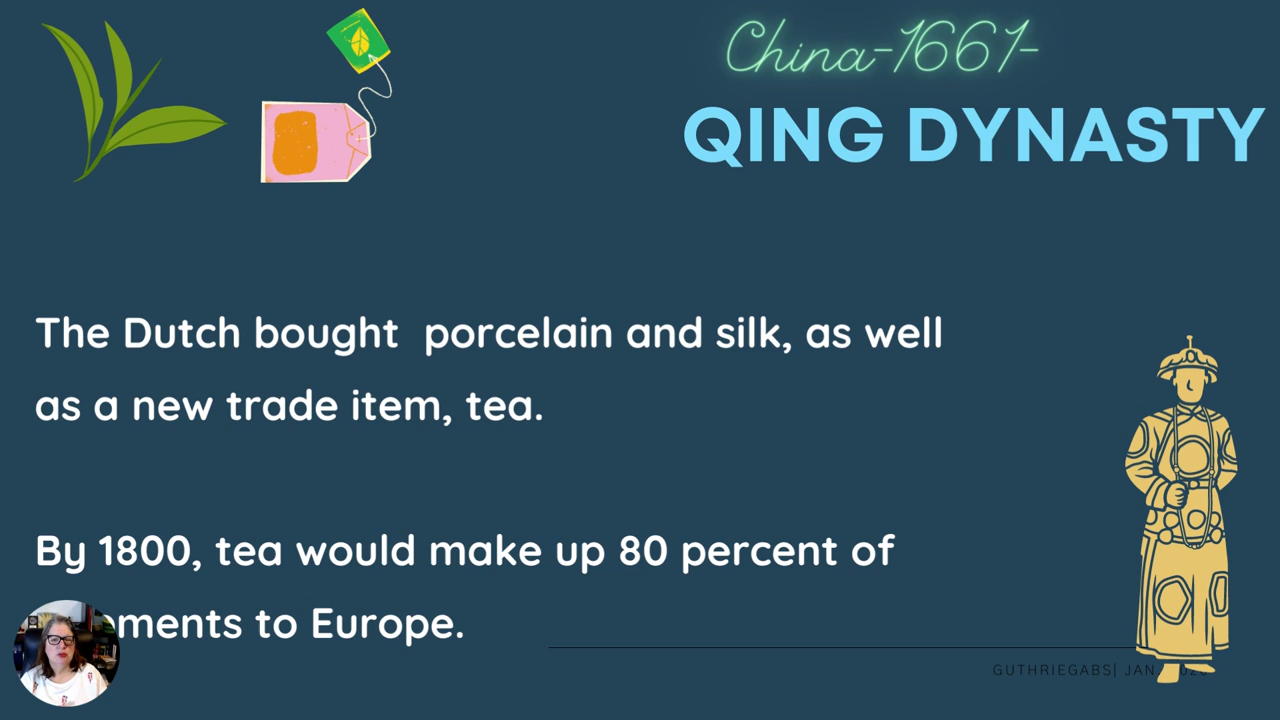 China-1661-
QING DYNASTY
The Dutch bought porcelain and silk, as well
as a new trade item, tea.
By 1800, tea would make up 80 percent of
ments to Europe.
GUTHRIEGABS| JAN